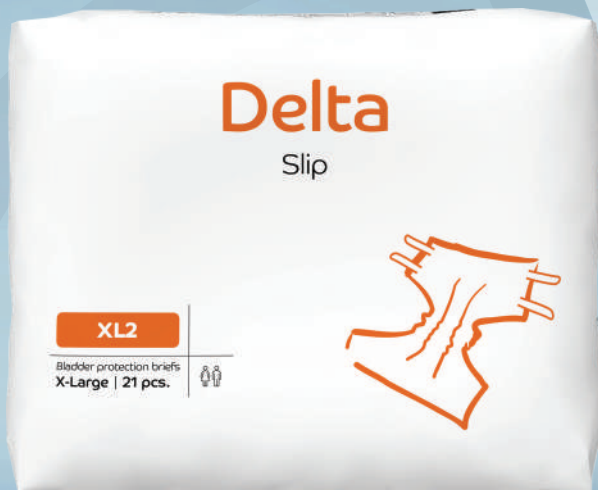 Delta
Slip
XL2
Bladder protection briefs
X-Large | 21 pcs.